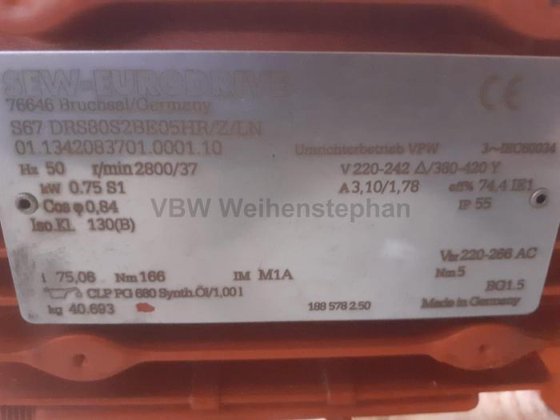 SEW-EURODRIVE
76646 Bruchsal/Germany
CE
S67 DRS80S2BE05HR/Z/LN
01.1342083701.0001.10 Umrichterbetrieb VPW 3~IEC60034
Hz 50 r/min 2800/37 V 220-242 Δ/380-420 Y
kW 0.75 S1 A 3,10/1,78 eff% 74.4 IE1
Cos φ 0,84 IP 55
VBW Weihenstephan
Iso.Kl. 130(B)
Vbr 220-266 AC
i 75,06 Nm 166 IM M1A Nm 5
CLP PG 680 Synth.Öl/1,00 l BG1.5
kg 40.693 188 578 2.50 Made in Germany